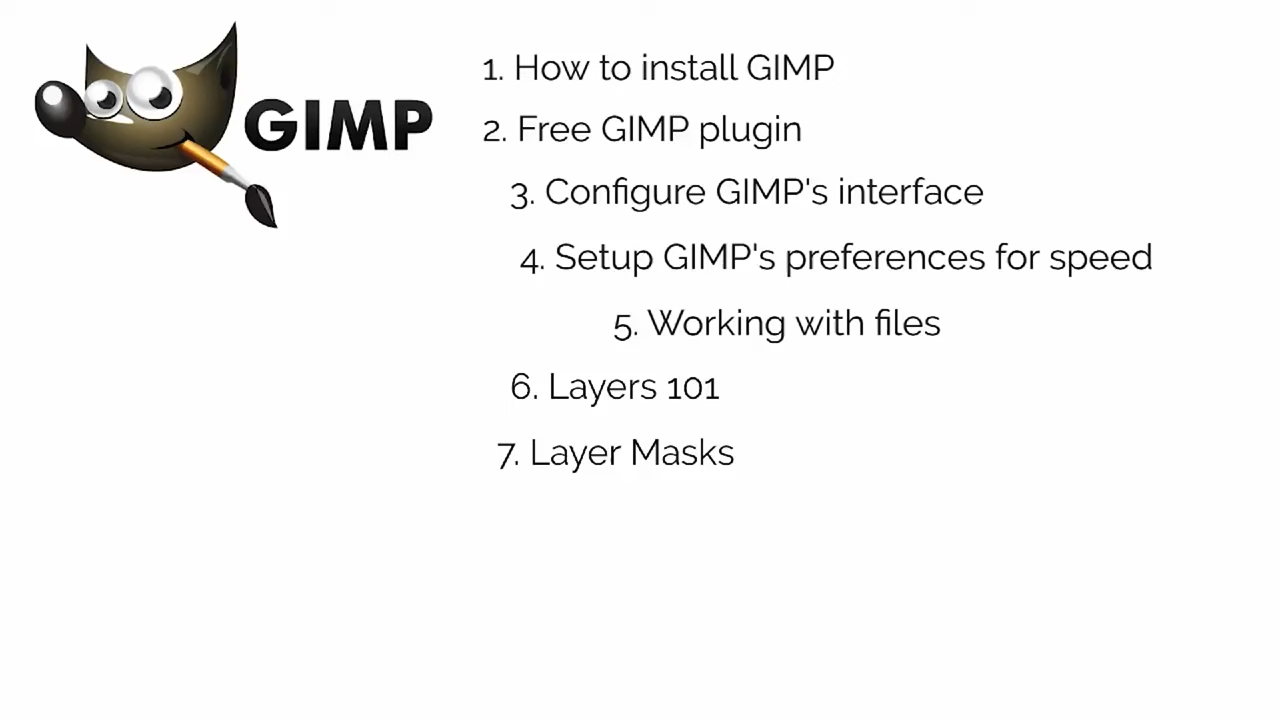 GIMP
1. How to install GIMP
2. Free GIMP plugin
3. Configure GIMP's interface
4. Setup GIMP's preferences for speed
5. Working with files
6. Layers 101
7. Layer Masks